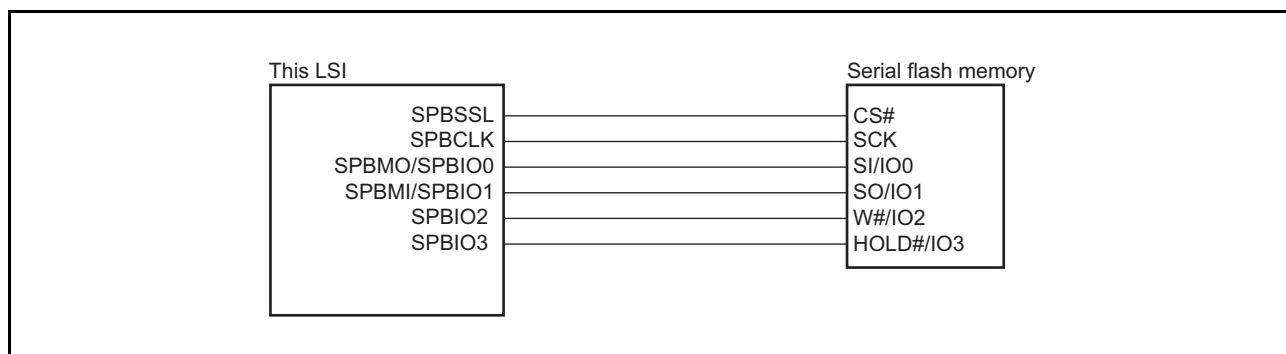 This LSI
SPBSSL
SPBCLK
SPBMO/SPBIO0
SPBMI/SPBIO1
SPBIO2
SPBIO3
Serial flash memory
CS#
SCK
SI/IO0
SO/IO1
W#/IO2
HOLD#/IO3